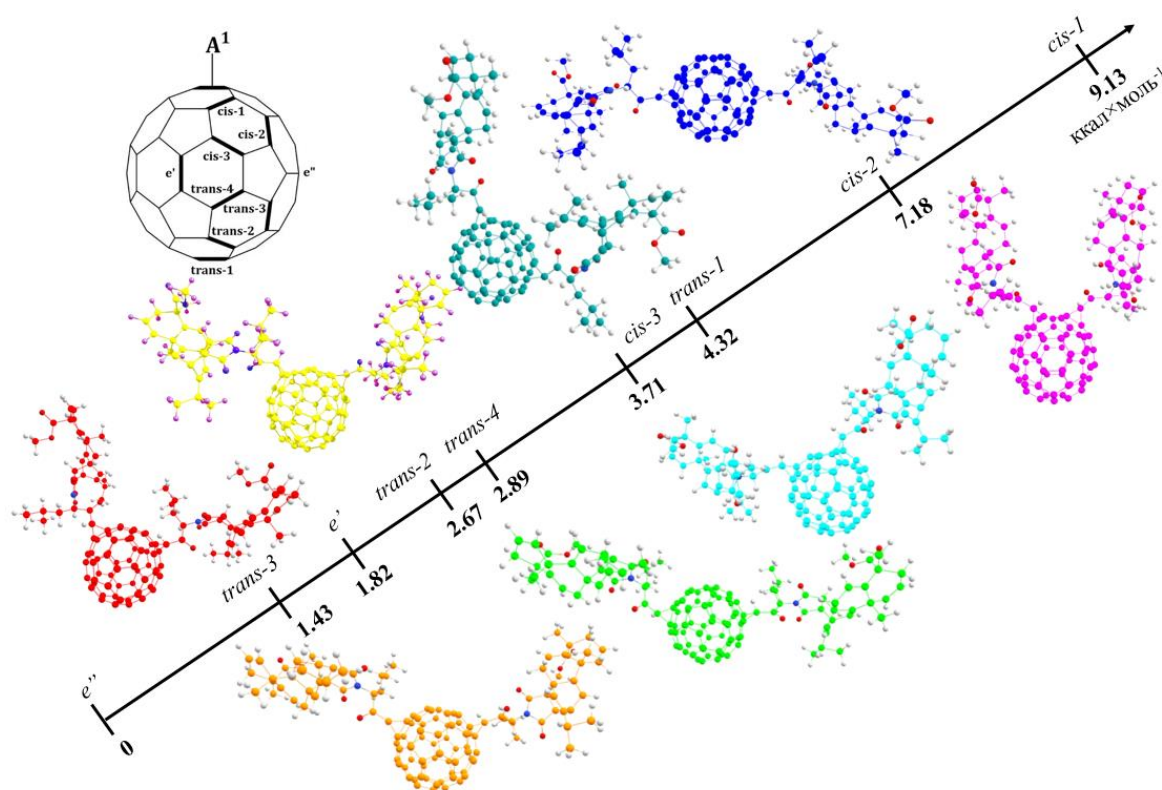 A¹
cis-1
cis-2
cis-3
e'
e"
trans-4
trans-3
trans-2
trans-1
e"
0
trans-3
1.43
e'
1.82
trans-2
2.67
trans-4
2.89
cis-3
3.71
trans-1
4.32
cis-2
7.18
cis-1
9.13
ккал×моль⁻¹